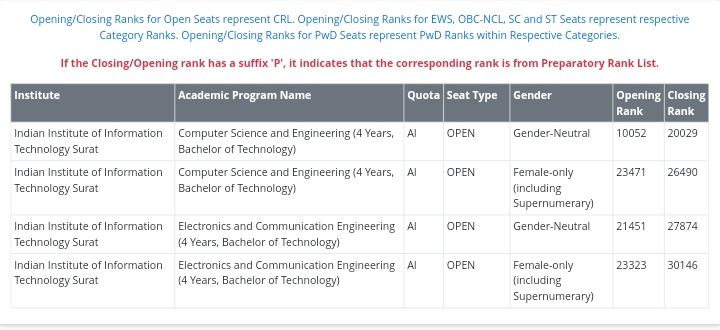 Opening/Closing Ranks for Open Seats represent CRL. Opening/Closing Ranks for EWS, OBC-NCL, SC and ST Seats represent respective
Category Ranks. Opening/Closing Ranks for PwD Seats represent PwD Ranks within Respective Categories.
If the Closing/Opening rank has a suffix 'P', it indicates that the corresponding rank is from Preparatory Rank List.
Institute Academic Program Name Quota Seat Type Gender Opening Closing
Rank Rank
Indian Institute of Information Computer Science and Engineering (4 Years, AI OPEN Gender-Neutral 10052 20029
Technology Surat Bachelor of Technology)
Indian Institute of Information Computer Science and Engineering (4 Years, AI OPEN Female-only 23471 26490
Technology Surat Bachelor of Technology) (including
Supernumerary)
Indian Institute of Information Electronics and Communication Engineering AI OPEN Gender-Neutral 21451 27874
Technology Surat (4 Years, Bachelor of Technology)
Indian Institute of Information Electronics and Communication Engineering AI OPEN Female-only 23323 30146
Technology Surat (4 Years, Bachelor of Technology) (including
Supernumerary)